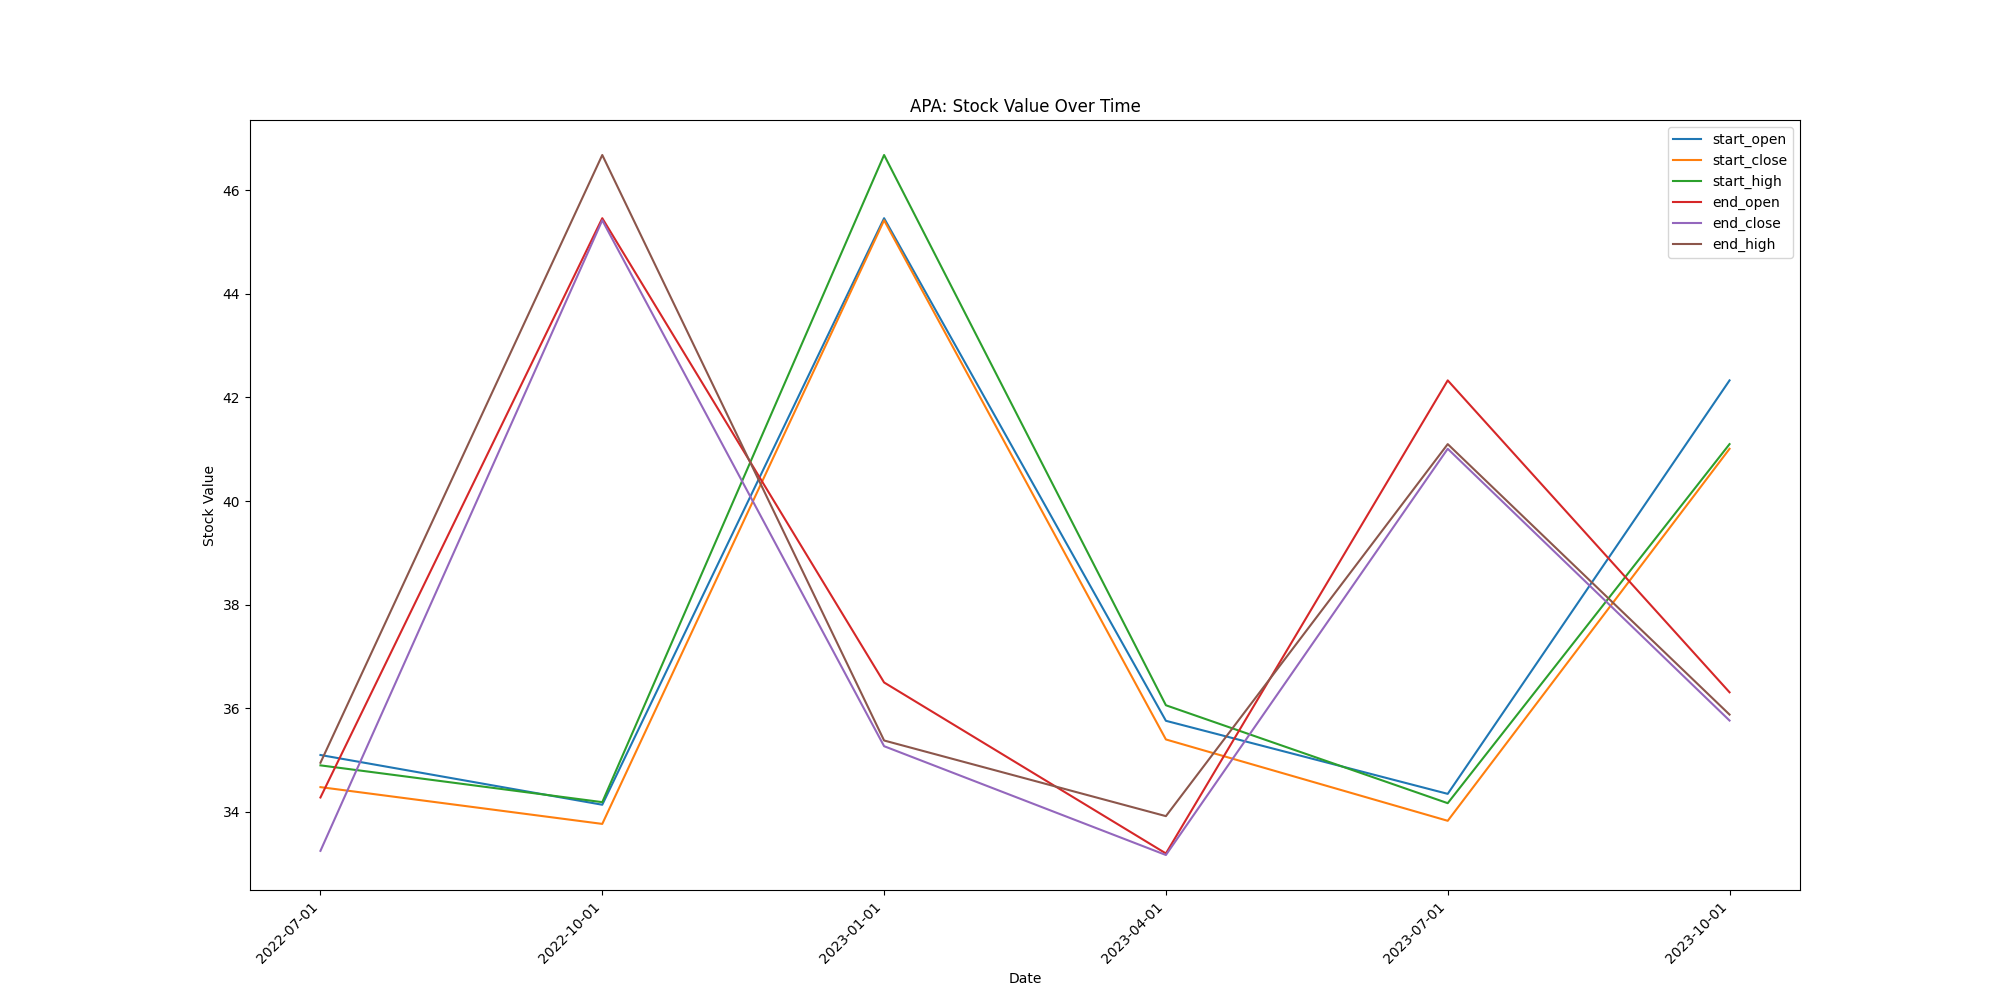 APA: Stock Value Over Time
start_open
start_close
start_high
end_open
end_close
end_high
46
44
42
40
38
36
34
Stock Value
2022-07-01
2022-10-01
2023-01-01
2023-04-01
2023-07-01
2023-10-01
Date